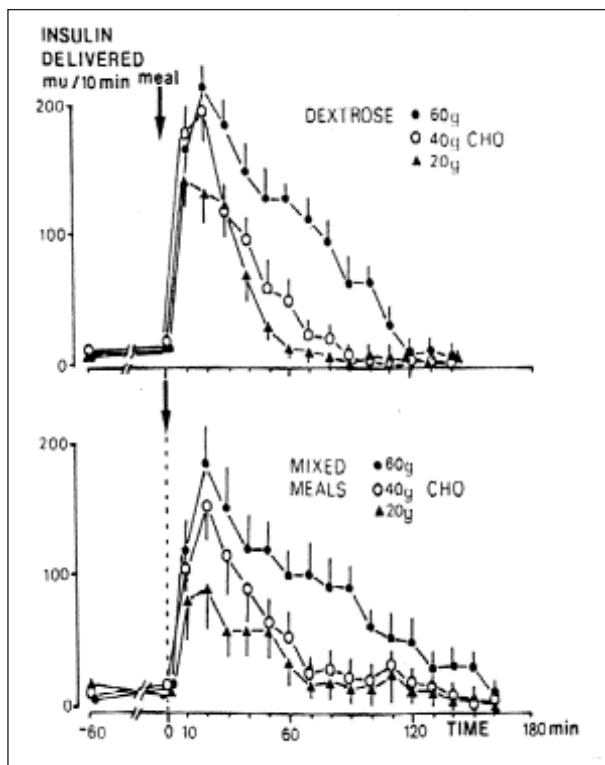 INSULIN
DELIVERED
mu/10 min meal
200
100
0
DEXTROSE
60g
40g CHO
20g
200
100
0
MIXED
MEALS
60g
40g CHO
20g
-60 0 10 60 120 TIME 180 min